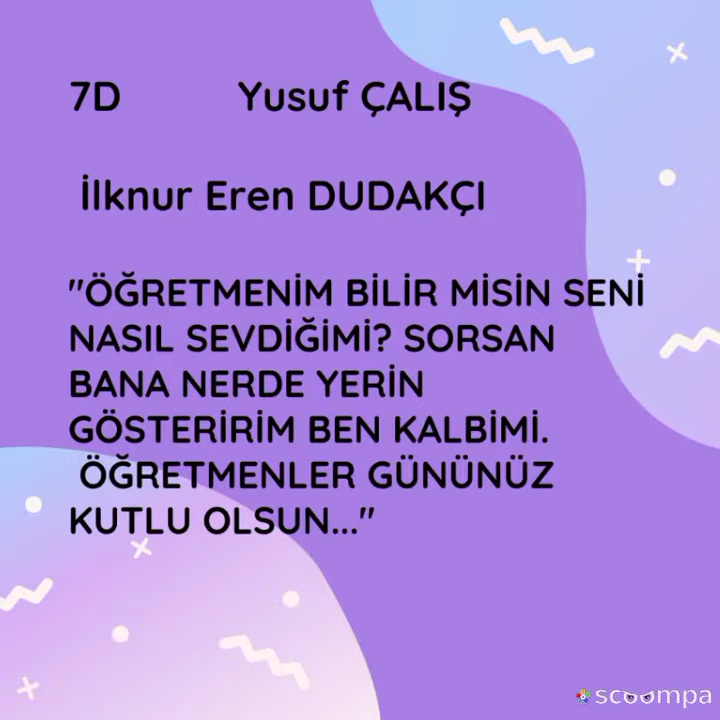 7D Yusuf ÇALIŞ
İlknur Eren DUDAKÇI
"ÖĞRETMENİM BİLİR MİSİN SENİ
NASIL SEVDİĞİMİ? SORSAN
BANA NERDE YERİN
GÖSTERİRİM BEN KALBİMİ.
ÖĞRETMENLER GÜNÜNÜZ
KUTLU OLSUN..."
scoompa